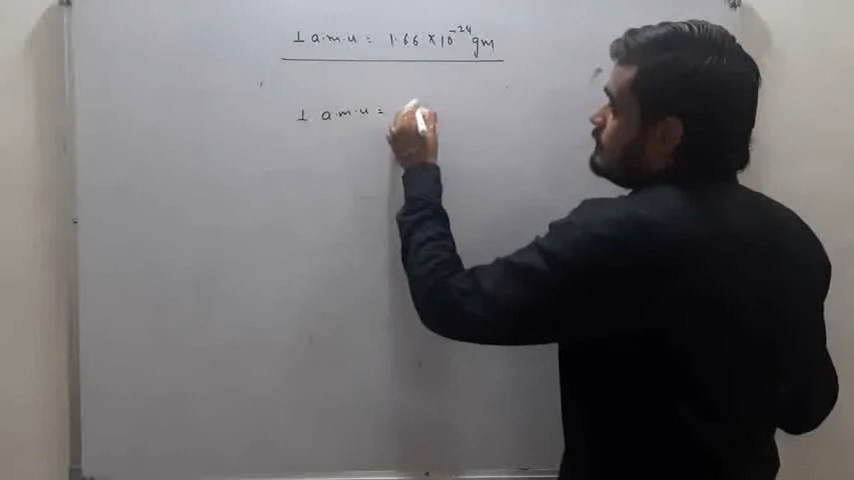 1 a.m.u = 1.66 × 10⁻²⁴ gm
1 a.m.u =